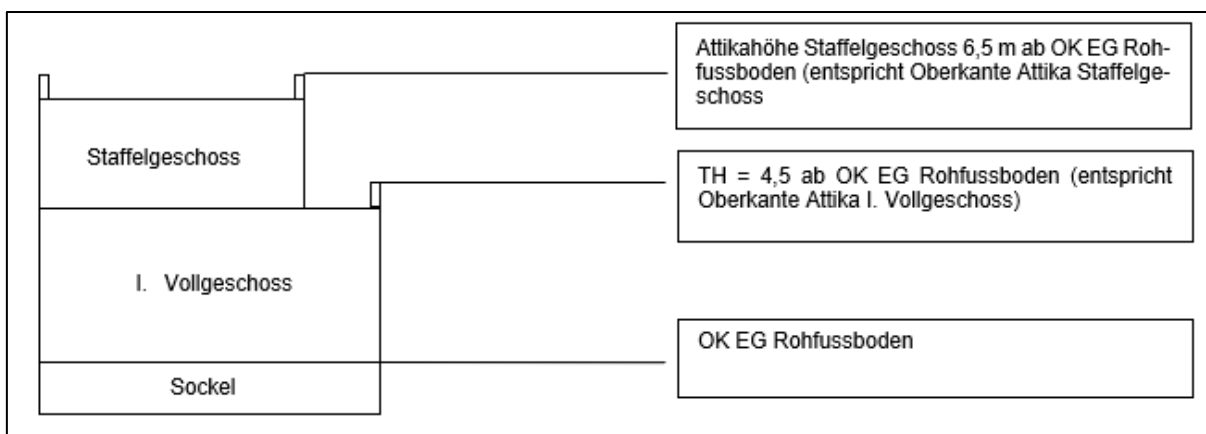 Attikahöhe Staffelgeschoss 6,5 m ab OK EG Roh-
fussboden (entspricht Oberkante Attika Staffelge-
schoss
Staffelgeschoss
TH = 4,5 ab OK EG Rohfussboden (entspricht
Oberkante Attika I. Vollgeschoss)
I. Vollgeschoss
OK EG Rohfussboden
Sockel